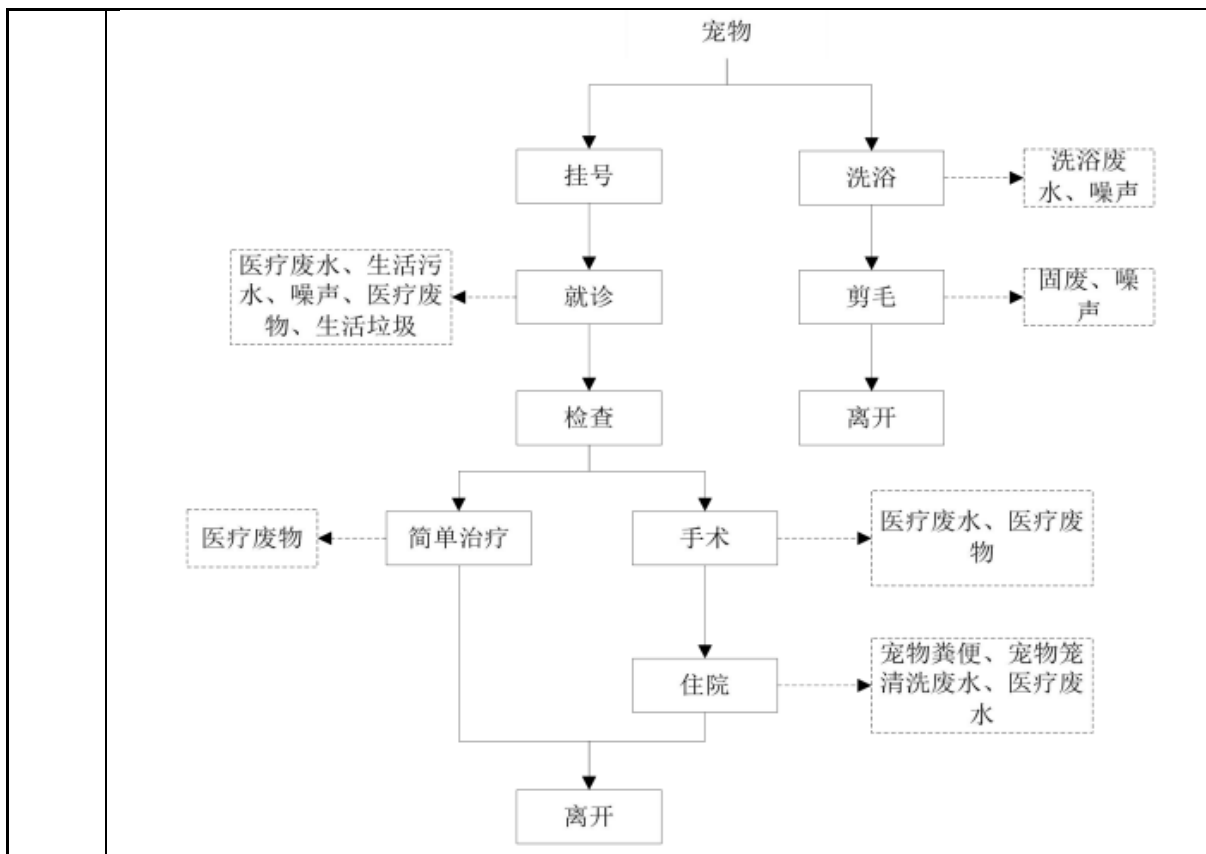 宠物
挂号
洗浴
洗浴废
水、噪声
医疗废水、生活污
水、噪声、医疗废
物、生活垃圾
就诊
剪毛
固废、噪
声
检查
离开
医疗废物
简单治疗
手术
医疗废水、医疗废
物
住院
宠物粪便、宠物笼
清洗废水、医疗废
水
离开